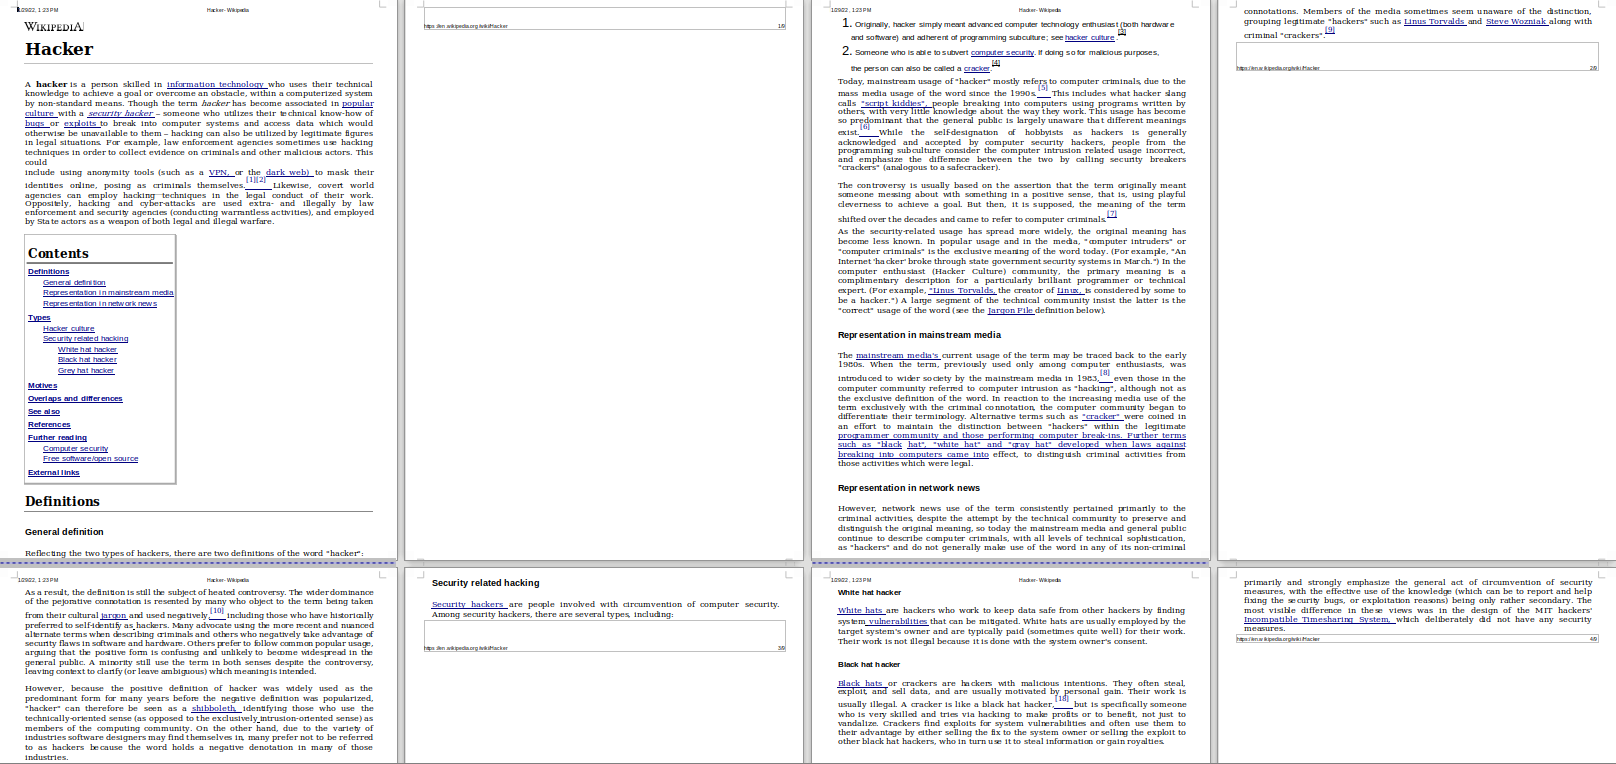 1/29/22, 1:23 PM
Hacker - Wikipedia
WIKIPEDIA
Hacker
A hacker is a person skilled in information technology who uses their technical
knowledge to achieve a goal or overcome an obstacle, within a computerized system
by non-standard means. Though the term hacker has become associated in popular
culture with a security hacker – someone who utilizes their technical know-how of
bugs or exploits to break into computer systems and access data which would
otherwise be unavailable to them – hacking can also be utilized by legitimate figures
in legal situations. For example, law enforcement agencies sometimes use hacking
techniques in order to collect evidence on criminals and other malicious actors. This
could
include using anonymity tools (such as a VPN, or the dark web) to mask their
identities online, posing as criminals themselves.[1][2] Likewise, covert world
agencies can employ hacking techniques in the legal conduct of their work.
Oppositely, hacking and cyber-attacks are used extra- and illegally by law
enforcement and security agencies (conducting warrantless activities), and employed
by State actors as a weapon of both legal and illegal warfare.
Contents
Definitions
General definition
Representation in mainstream media
Representation in network news
Types
Hacker culture
Security related hacking
White hat hacker
Black hat hacker
Grey hat hacker
Motives
Overlaps and differences
See also
References
Further reading
Computer security
Free software/open source
External links
Definitions
General definition
Reflecting the two types of hackers, there are two definitions of the word "hacker":
https://en.wikipedia.org/wiki/Hacker
1/9
1/29/22, 1:23 PM
Hacker - Wikipedia
1. Originally, hacker simply meant advanced computer technology enthusiast (both hardware
and software) and adherent of programming subculture; see hacker culture.[3]
2. Someone who is able to subvert computer security. If doing so for malicious purposes,
the person can also be called a cracker.[4]
Today, mainstream usage of "hacker" mostly refers to computer criminals, due to the
mass media usage of the word since the 1990s.[5] This includes what hacker slang
calls "script kiddies", people breaking into computers using programs written by
others, with very little knowledge about the way they work. This usage has become
so predominant that the general public is largely unaware that different meanings
exist.[6] While the self-designation of hobbyists as hackers is generally
acknowledged and accepted by computer security hackers, people from the
programming subculture consider the computer intrusion related usage incorrect,
and emphasize the difference between the two by calling security breakers
"crackers" (analogous to a safecracker).
The controversy is usually based on the assertion that the term originally meant
someone messing about with something in a positive sense, that is, using playful
cleverness to achieve a goal. But then, it is supposed, the meaning of the term
shifted over the decades and came to refer to computer criminals.[7]
As the security-related usage has spread more widely, the original meaning has
become less known. In popular usage and in the media, "computer intruders" or
"computer criminals" is the exclusive meaning of the word today. (For example, "An
Internet 'hacker' broke through state government security systems in March.") In the
computer enthusiast (Hacker Culture) community, the primary meaning is a
complimentary description for a particularly brilliant programmer or technical
expert. (For example, "Linus Torvalds, the creator of Linux, is considered by some to
be a hacker.") A large segment of the technical community insist the latter is the
"correct" usage of the word (see the Jargon File definition below).
Representation in mainstream media
The mainstream media's current usage of the term may be traced back to the early
1980s. When the term, previously used only among computer enthusiasts, was
introduced to wider society by the mainstream media in 1983,[8] even those in the
computer community referred to computer intrusion as "hacking", although not as
the exclusive definition of the word. In reaction to the increasing media use of the
term exclusively with the criminal connotation, the computer community began to
differentiate their terminology. Alternative terms such as "cracker" were coined in
an effort to maintain the distinction between "hackers" within the legitimate
programmer community and those performing computer break-ins. Further terms
such as "black hat", "white hat" and "gray hat" developed when laws against
breaking into computers came into effect, to distinguish criminal activities from
those activities which were legal.
Representation in network news
However, network news use of the term consistently pertained primarily to the
criminal activities, despite the attempt by the technical community to preserve and
distinguish the original meaning, so today the mainstream media and general public
continue to describe computer criminals, with all levels of technical sophistication,
as "hackers" and do not generally make use of the word in any of its non-criminal
connotations. Members of the media sometimes seem unaware of the distinction,
grouping legitimate "hackers" such as Linus Torvalds and Steve Wozniak along with
criminal "crackers".[9]
https://en.wikipedia.org/wiki/Hacker
2/9
1/29/22, 1:23 PM
Hacker - Wikipedia
As a result, the definition is still the subject of heated controversy. The wider dominance
of the pejorative connotation is resented by many who object to the term being taken
from their cultural jargon and used negatively,[10] including those who have historically
preferred to self-identify as hackers. Many advocate using the more recent and nuanced
alternate terms when describing criminals and others who negatively take advantage of
security flaws in software and hardware. Others prefer to follow common popular usage,
arguing that the positive form is confusing and unlikely to become widespread in the
general public. A minority still use the term in both senses despite the controversy,
leaving context to clarify (or leave ambiguous) which meaning is intended.
However, because the positive definition of hacker was widely used as the
predominant form for many years before the negative definition was popularized,
"hacker" can therefore be seen as a shibboleth, identifying those who use the
technically-oriented sense (as opposed to the exclusively intrusion-oriented sense) as
members of the computing community. On the other hand, due to the variety of
industries software designers may find themselves in, many prefer not to be referred
to as hackers because the word holds a negative denotation in many of those
industries.
Security related hacking
Security hackers are people involved with circumvention of computer security.
Among security hackers, there are several types, including:
https://en.wikipedia.org/wiki/Hacker
3/9
1/29/22, 1:23 PM
Hacker - Wikipedia
White hat hacker
White hats are hackers who work to keep data safe from other hackers by finding
system vulnerabilities that can be mitigated. White hats are usually employed by the
target system's owner and are typically paid (sometimes quite well) for their work.
Their work is not illegal because it is done with the system owner's consent.
Black hat hacker
Black hats or crackers are hackers with malicious intentions. They often steal,
exploit, and sell data, and are usually motivated by personal gain. Their work is
usually illegal. A cracker is like a black hat hacker,[18] but is specifically someone
who is very skilled and tries via hacking to make profits or to benefit, not just to
vandalize. Crackers find exploits for system vulnerabilities and often use them to
their advantage by either selling the fix to the system owner or selling the exploit to
other black hat hackers, who in turn use it to steal information or gain royalties.
primarily and strongly emphasize the general act of circumvention of security
measures, with the effective use of the knowledge (which can be to report and help
fixing the security bugs, or exploitation reasons) being only rather secondary. The
most visible difference in these views was in the design of the MIT hackers'
Incompatible Timesharing System, which deliberately did not have any security
measures.
https://en.wikipedia.org/wiki/Hacker
4/9